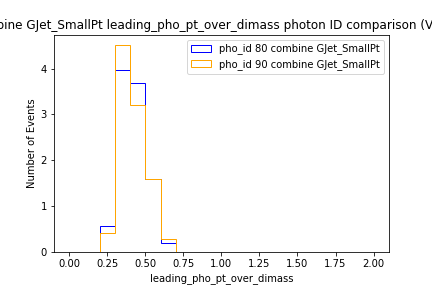 bine GJet_SmallPt leading_pho_pt_over_dimass photon ID comparison (V
pho_id 80 combine GJet_SmallPt
pho_id 90 combine GJet_SmallPt
Number of Events
4
3
2
1
0
0.00 0.25 0.50 0.75 1.00 1.25 1.50 1.75 2.00
leading_pho_pt_over_dimass